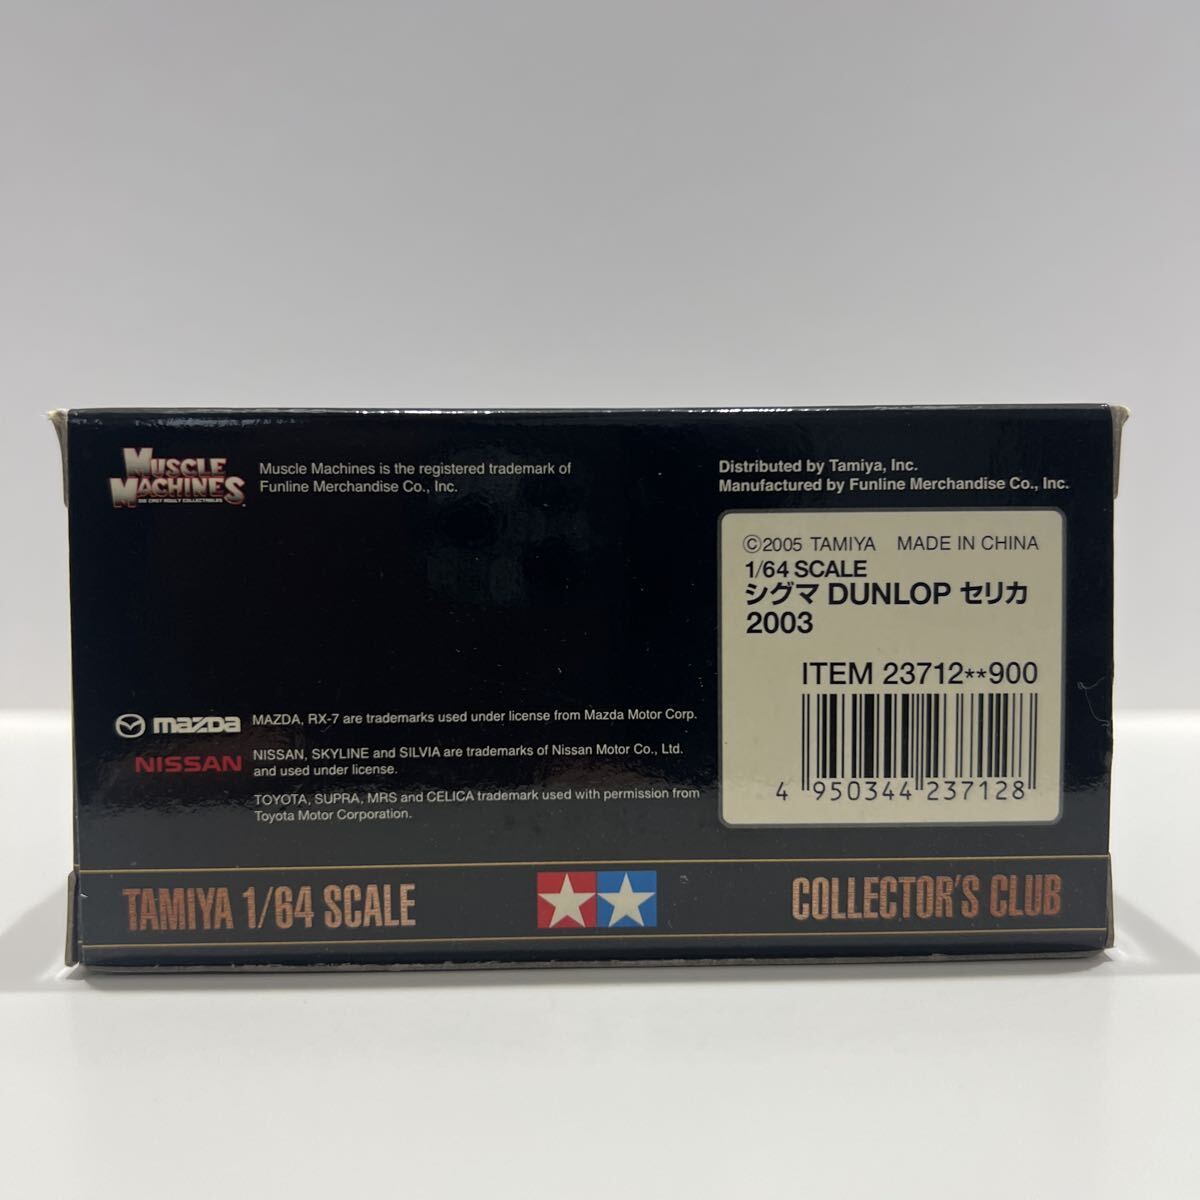 MUSCLE
MACHINES
DIE CAST ADULT COLLECTIBLES
Muscle Machines is the registered trademark of
Funline Merchandise Co., Inc.
Distributed by Tamiya, Inc.
Manufactured by Funline Merchandise Co., Inc.
©2005 TAMIYA MADE IN CHINA
1/64 SCALE
シグマ DUNLOP セリカ
2003
ITEM 23712**900
4 950344 237128
mazda
MAZDA, RX-7 are trademarks used under license from Mazda Motor Corp.
NISSAN
NISSAN, SKYLINE and SILVIA are trademarks of Nissan Motor Co., Ltd.
and used under license.
TOYOTA, SUPRA, MRS and CELICA trademark used with permission from
Toyota Motor Corporation.
TAMIYA 1/64 SCALE
COLLECTOR'S CLUB